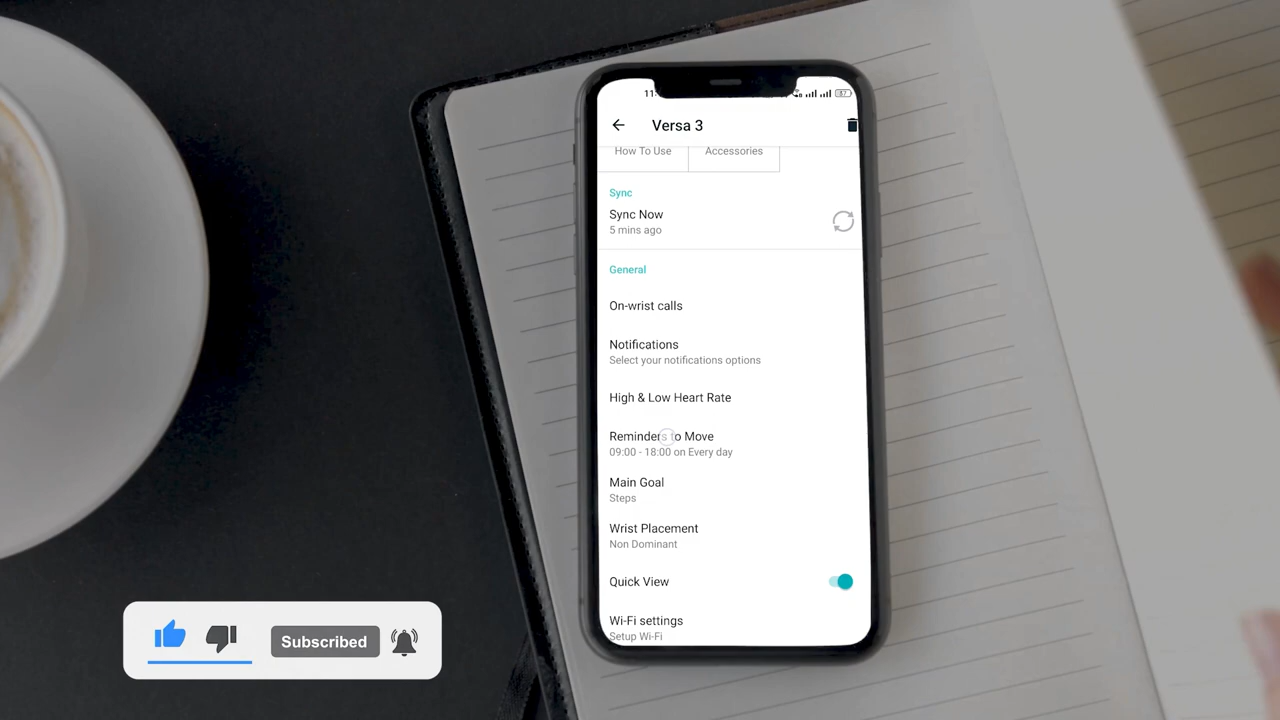 11:
87
Versa 3
How To Use
Accessories
Sync
Sync Now
5 mins ago
General
On-wrist calls
Notifications
Select your notifications options
High & Low Heart Rate
Reminders to Move
09:00 - 18:00 on Every day
Main Goal
Steps
Wrist Placement
Non Dominant
Quick View
Wi-Fi settings
Setup Wi-Fi
Subscribed